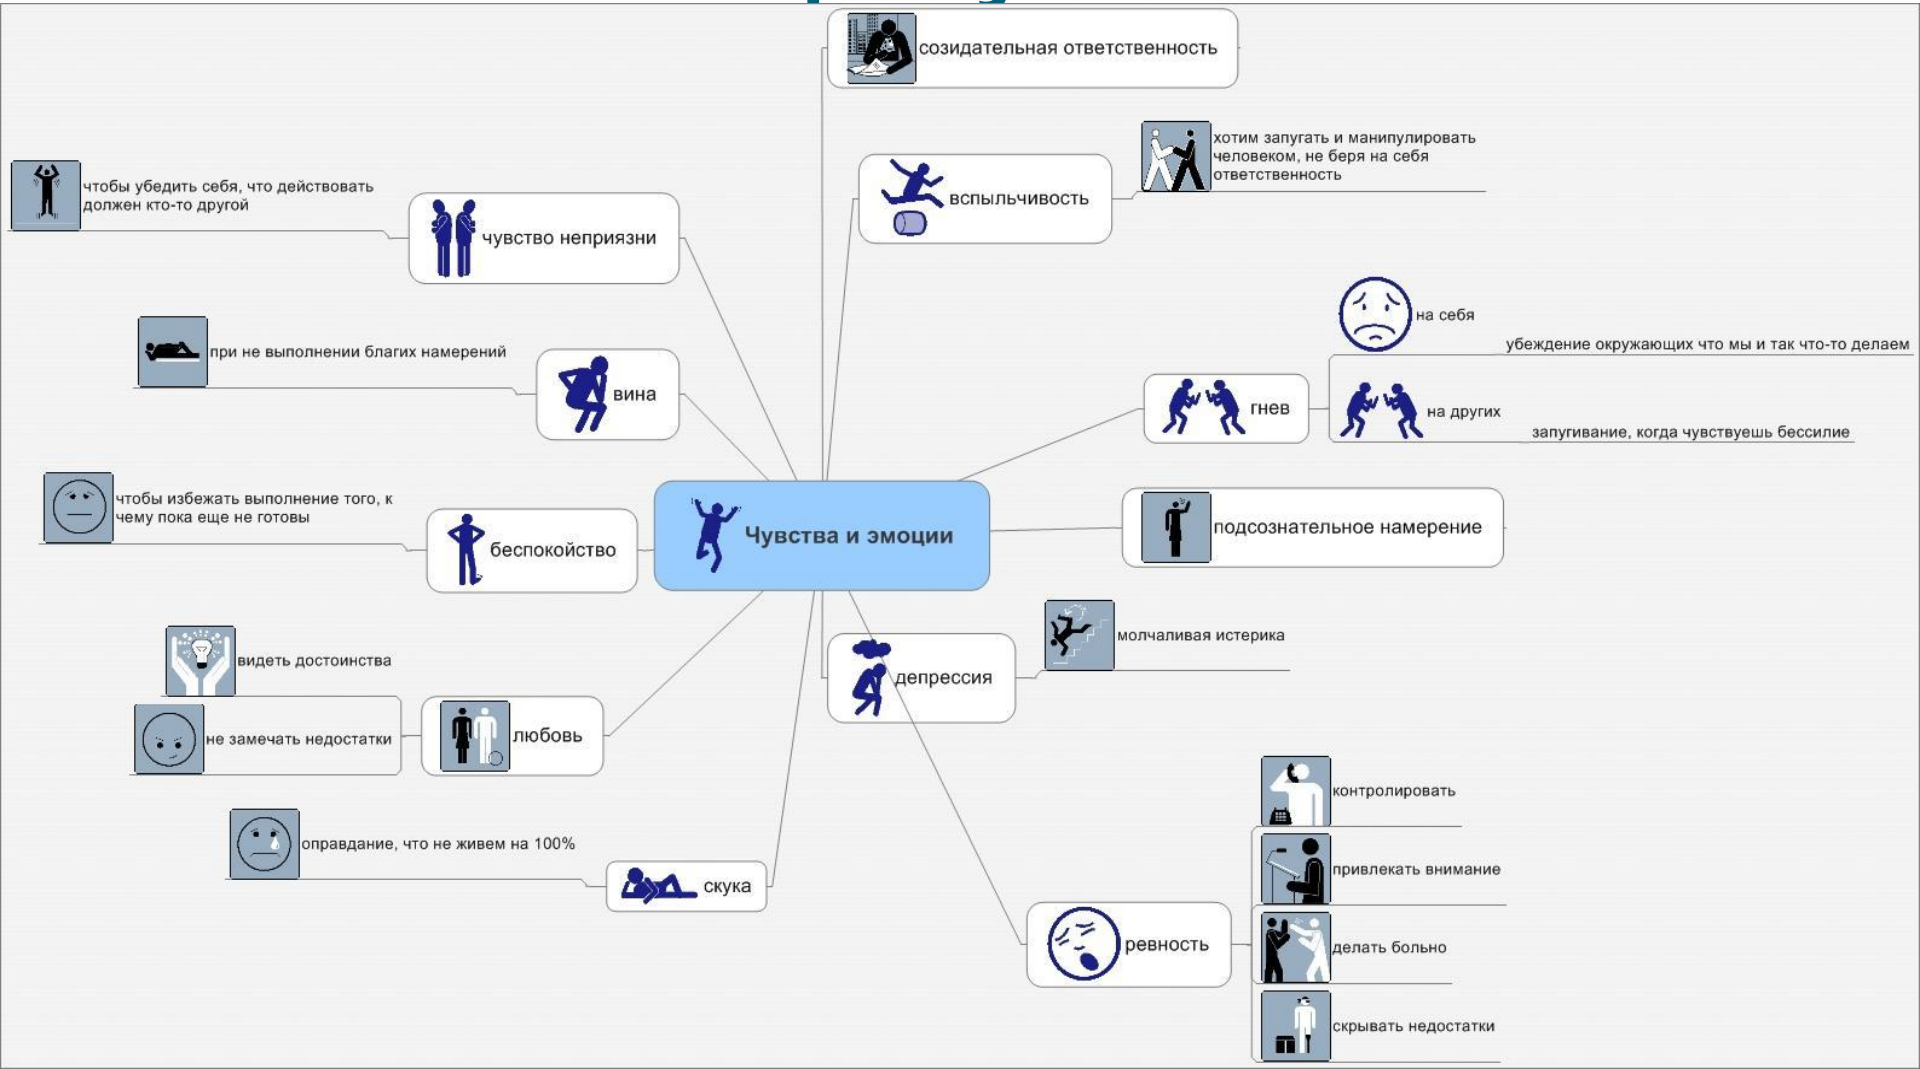 созидательная ответственность
хотим запугать и манипулировать
человеком, не беря на себя
ответственность
вспыльчивость
чтобы убедить себя, что действовать
должен кто-то другой
чувство неприязни
на себя
убеждение окружающих что мы и так что-то делаем
гнев
на других
запугивание, когда чувствуешь бессилие
при не выполнении благих намерений
вина
чтобы избежать выполнение того, к
чему пока еще не готовы
беспокойство
Чувства и эмоции
подсознательное намерение
молчаливая истерика
депрессия
видеть достоинства
не замечать недостатки
любовь
оправдание, что не живем на 100%
скука
контролировать
привлекать внимание
ревность
делать больно
скрывать недостатки